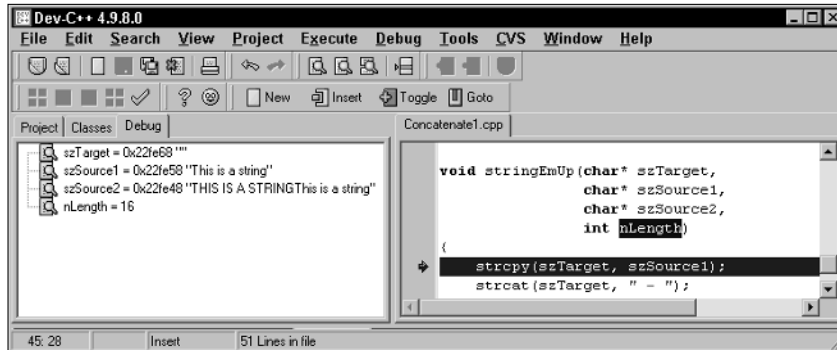 Dev-C++ 4.9.8.0
File Edit Search View Project Execute Debug Tools CVS Window Help
New Insert Toggle Goto
Project Classes Debug
szTarget = 0x22fe68 ""
szSource1 = 0x22fe58 "This is a string"
szSource2 = 0x22fe48 "THIS IS A STRINGThis is a string"
nLength = 16
Concatenate1.cpp
void stringEmUp(char* szTarget,
char* szSource1,
char* szSource2,
int nLength)
{
strcpy(szTarget, szSource1);
strcat(szTarget, " - ");
45: 28 Insert 51 Lines in file